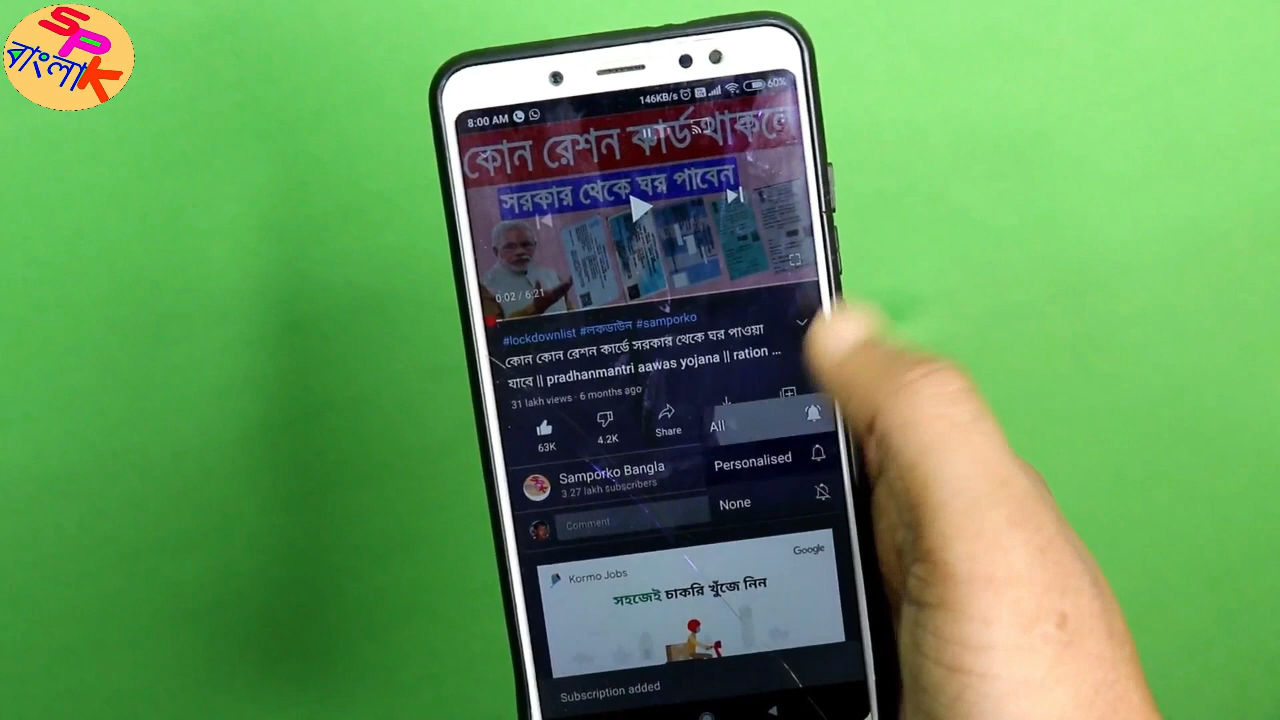 SPK
বাংলা
8:00 AM
146KB/s
60%
কোন রেশন কার্ড থাকলে
সরকার থেকে ঘর পাবেন
0:02 / 6:21
#lockdownlist #লকডাউন #samporko
কোন কোন রেশন কার্ডে সরকার থেকে ঘর পাওয়া
যাবে || pradhanmantri aawas yojana || ration ...
31 lakh views · 6 months ago
63K
4.2K
Share
All
Samporko Bangla
3.27 lakh subscribers
Personalised
None
Comment
Google
Kormo Jobs
সহজেই চাকরি খুঁজে নিন
Subscription added